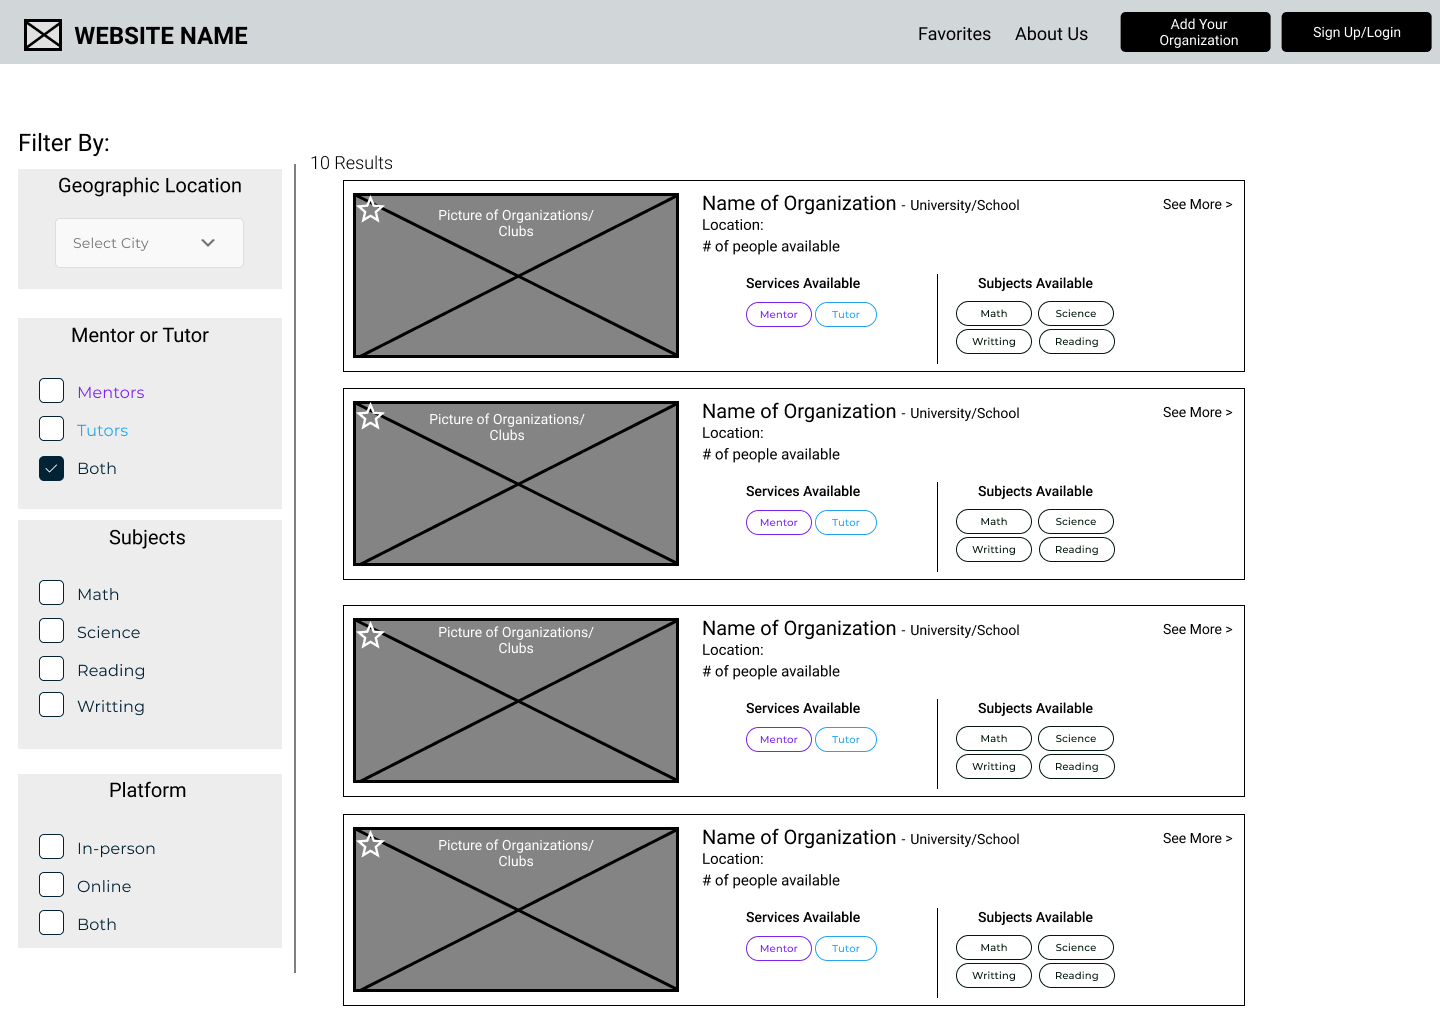 WEBSITE NAME
Favorites
About Us
Add Your
Organization
Sign Up/Login
Filter By:
Geographic Location
Select City
Mentor or Tutor
Mentors
Tutors
Both
Subjects
Math
Science
Reading
Writting
Platform
In-person
Online
Both
10 Results
Picture of Organizations/
Clubs
Name of Organization - University/School
See More >
Location:
# of people available
Services Available
Mentor
Tutor
Subjects Available
Math
Science
Writting
Reading
Picture of Organizations/
Clubs
Name of Organization - University/School
See More >
Location:
# of people available
Services Available
Mentor
Tutor
Subjects Available
Math
Science
Writting
Reading
Picture of Organizations/
Clubs
Name of Organization - University/School
See More >
Location:
# of people available
Services Available
Mentor
Tutor
Subjects Available
Math
Science
Writting
Reading
Picture of Organizations/
Clubs
Name of Organization - University/School
See More >
Location:
# of people available
Services Available
Mentor
Tutor
Subjects Available
Math
Science
Writting
Reading